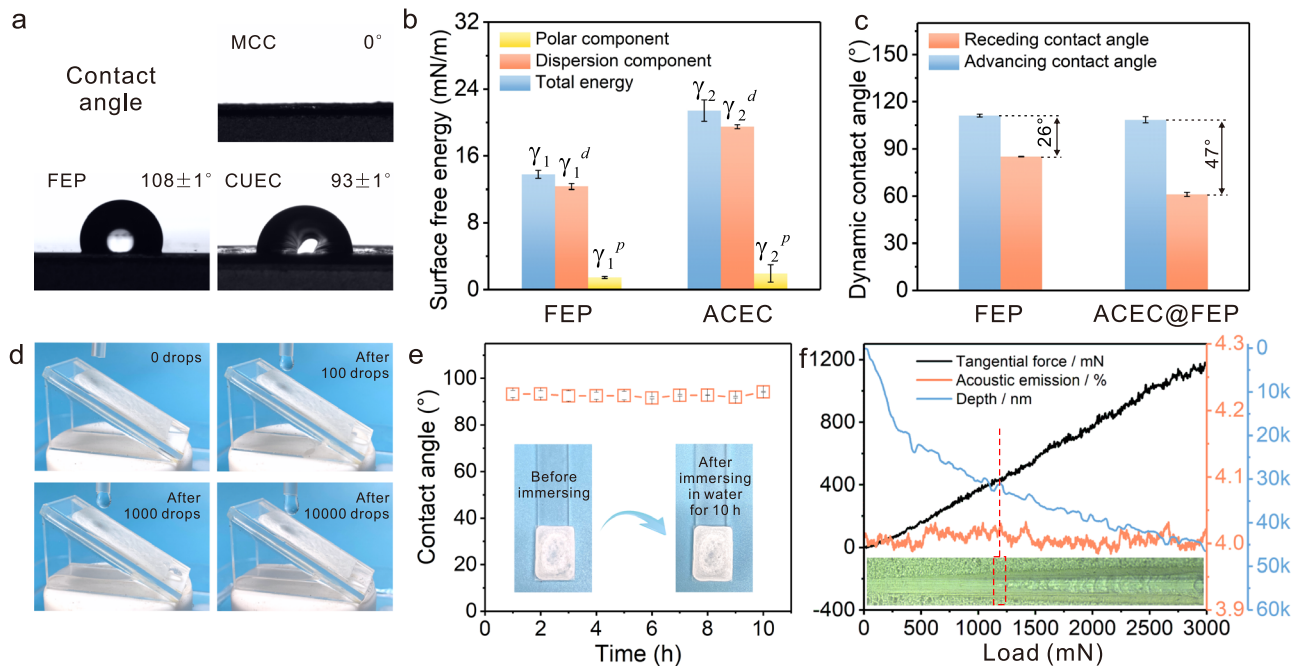 a
MCC 0°
Contact
angle
FEP 108±1°
CUEC 93±1°
b
Surface free energy (mN/m)
32
24
16
8
0
Polar component
Dispersion component
Total energy
γ₁ γ₁ᵈ γ₁ᵖ
γ₂ γ₂ᵈ γ₂ᵖ
FEP ACEC
c
Dynamic contact angle (°)
150
120
90
60
30
0
Receding contact angle
Advancing contact angle
26°
47°
FEP ACEC@FEP
d
0 drops
After
100 drops
After
1000 drops
After
10000 drops
e
Contact angle (°)
100
80
60
40
20
0
Before
immersing
After
immersing
in water
for 10 h
0 2 4 6 8 10
Time (h)
f
1200
800
400
0
-400
Tangential force / mN
Acoustic emission / %
Depth / nm
4.3
4.2
4.1
4.0
3.9
0
10k
20k
30k
40k
50k
60k
0 500 1000 1500 2000 2500 3000
Load (mN)